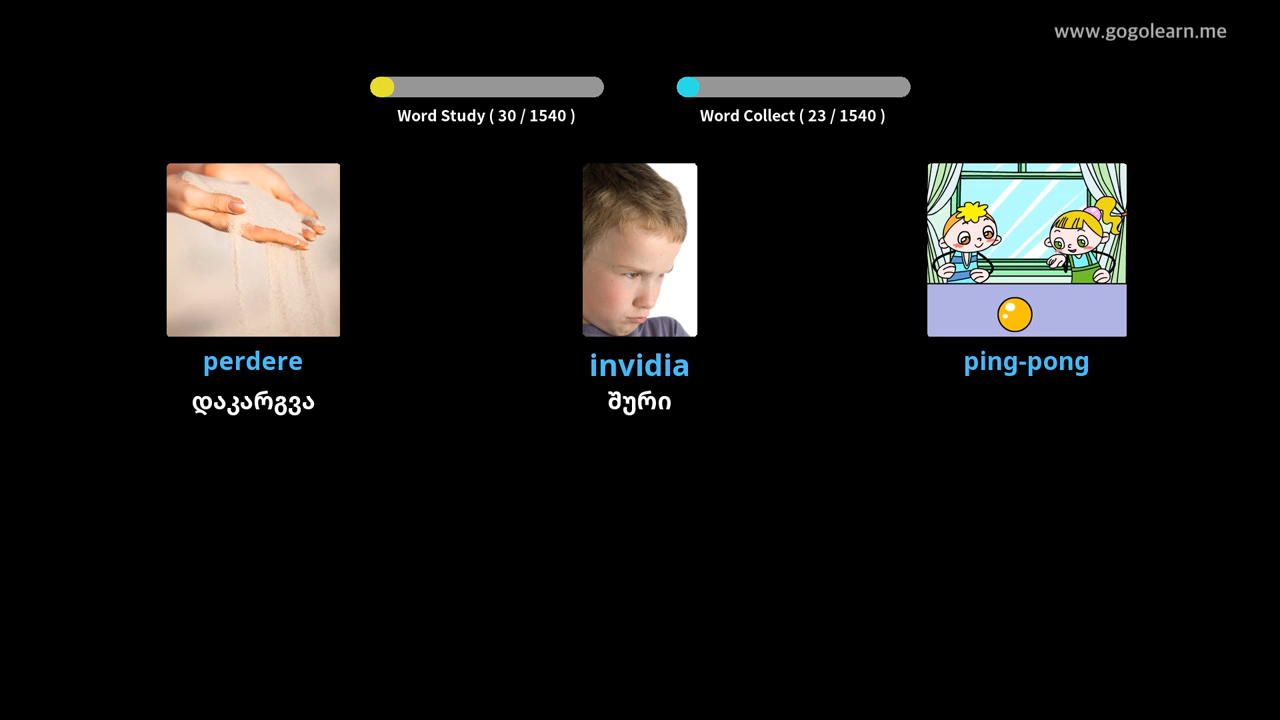 www.gogolearn.me
Word Study ( 30 / 1540 )
Word Collect ( 23 / 1540 )
perdere
invidia
ping-pong
დაკარგვა
შური